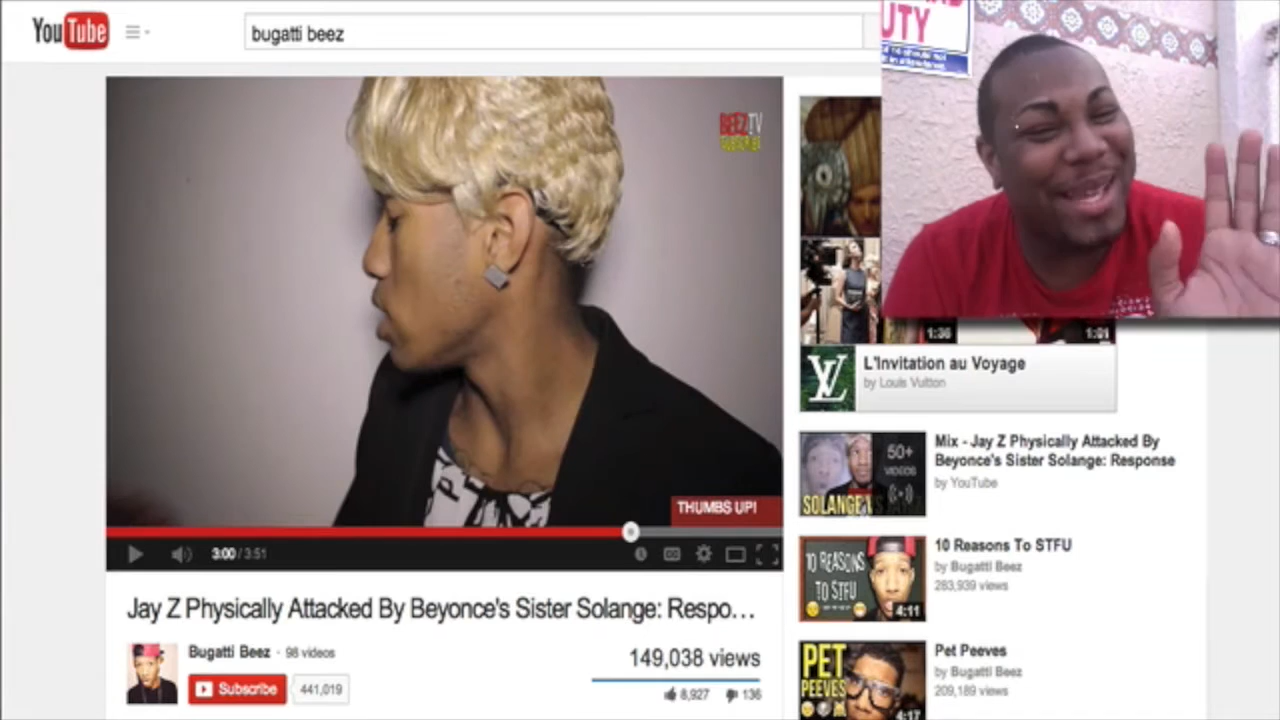 YouTube
bugatti beez
UTY
BEEZ.TV
SUBSCRIBE
THUMBS UP!
3:00 / 3:51
Jay Z Physically Attacked By Beyonce's Sister Solange: Respo...
Bugatti Beez · 98 videos
Subscribe 441,019
149,038 views
8,927 136
1:36 1:01
L'Invitation au Voyage
by Louis Vuitton
50+
VIDEOS
SOLANGE
Mix - Jay Z Physically Attacked By
Beyonce's Sister Solange: Response
by YouTube
10 REASONS
TO STFU
4:11
10 Reasons To STFU
by Bugatti Beez
283,939 views
PET
PEEVES
4:17
Pet Peeves
by Bugatti Beez
209,189 views